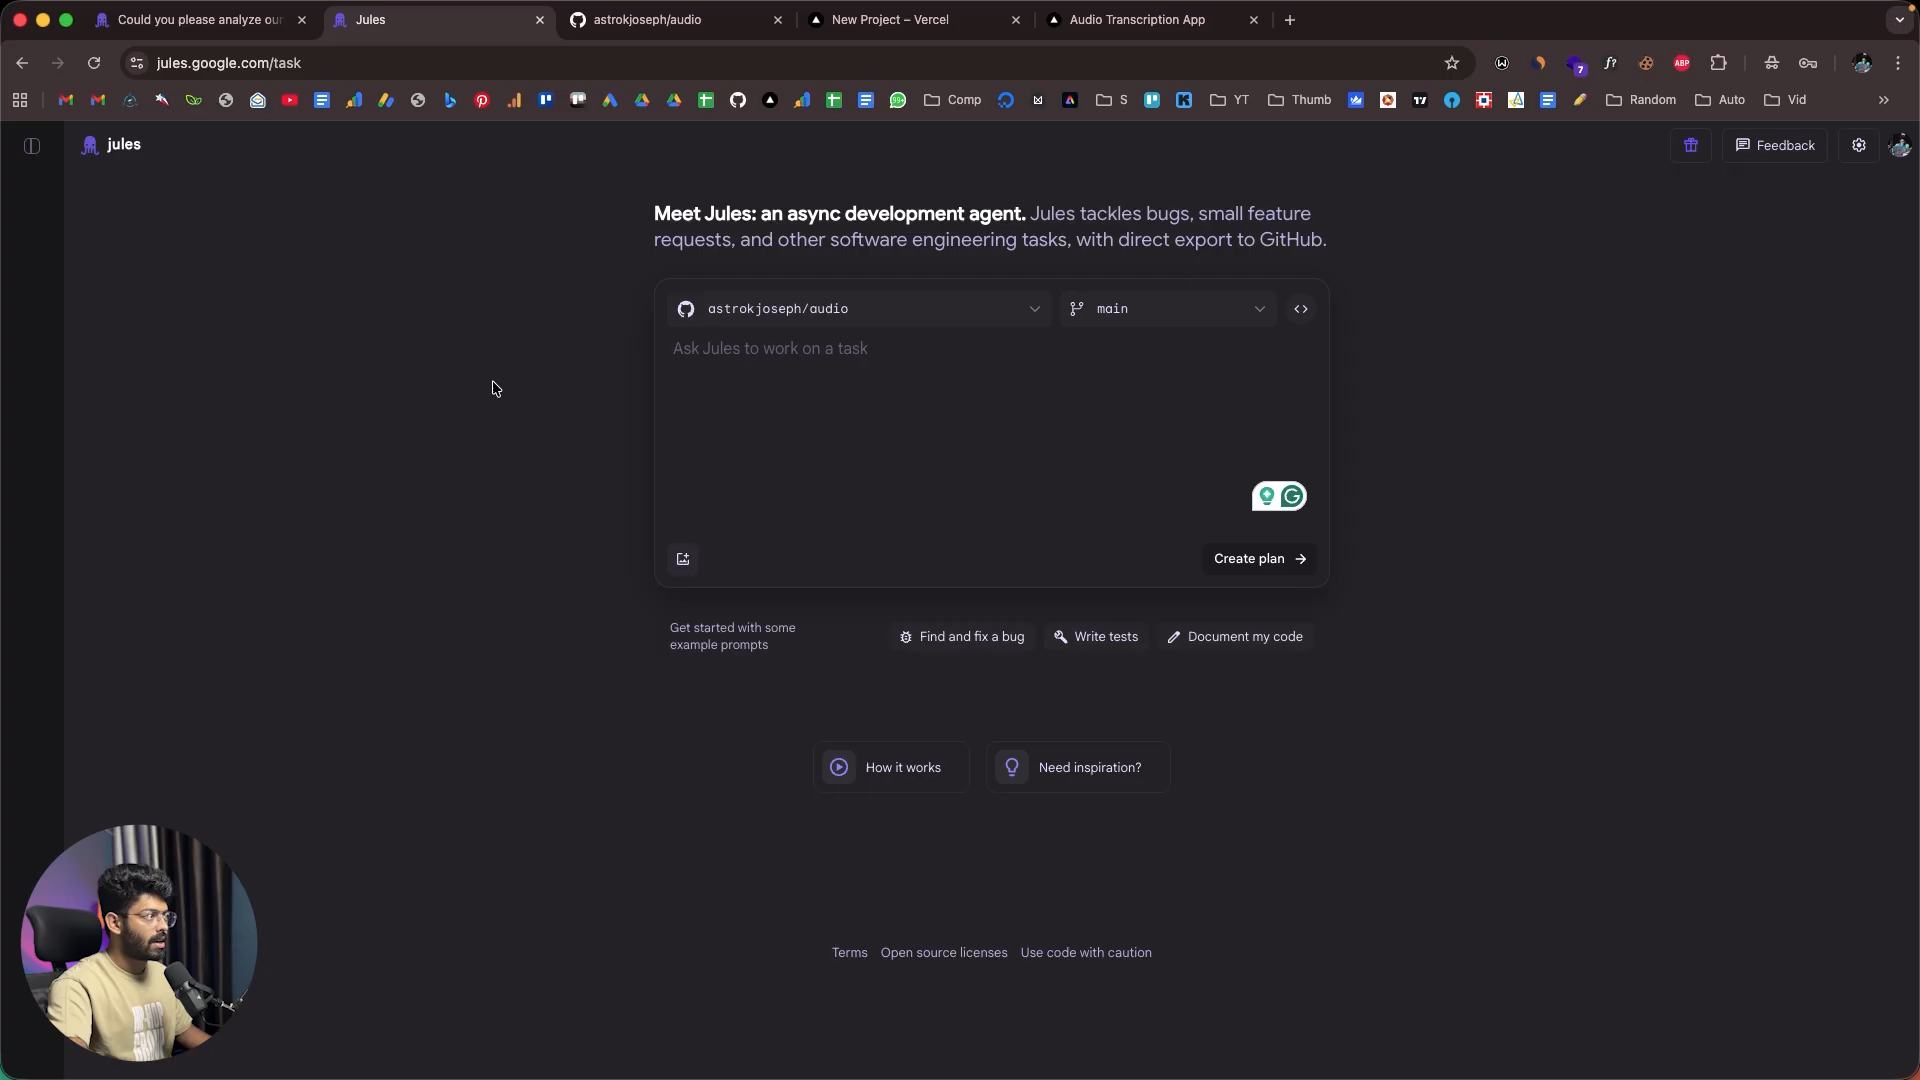 Could you please analyze our
Jules
astrokjoseph/audio
New Project – Vercel
Audio Transcription App
jules.google.com/task
Comp
S
YT
Thumb
Random
Auto
Vid
jules
Feedback
Meet Jules: an async development agent. Jules tackles bugs, small feature
requests, and other software engineering tasks, with direct export to GitHub.
astrokjoseph/audio
main
Ask Jules to work on a task
Create plan
Get started with some
example prompts
Find and fix a bug
Write tests
Document my code
How it works
Need inspiration?
Terms
Open source licenses
Use code with caution